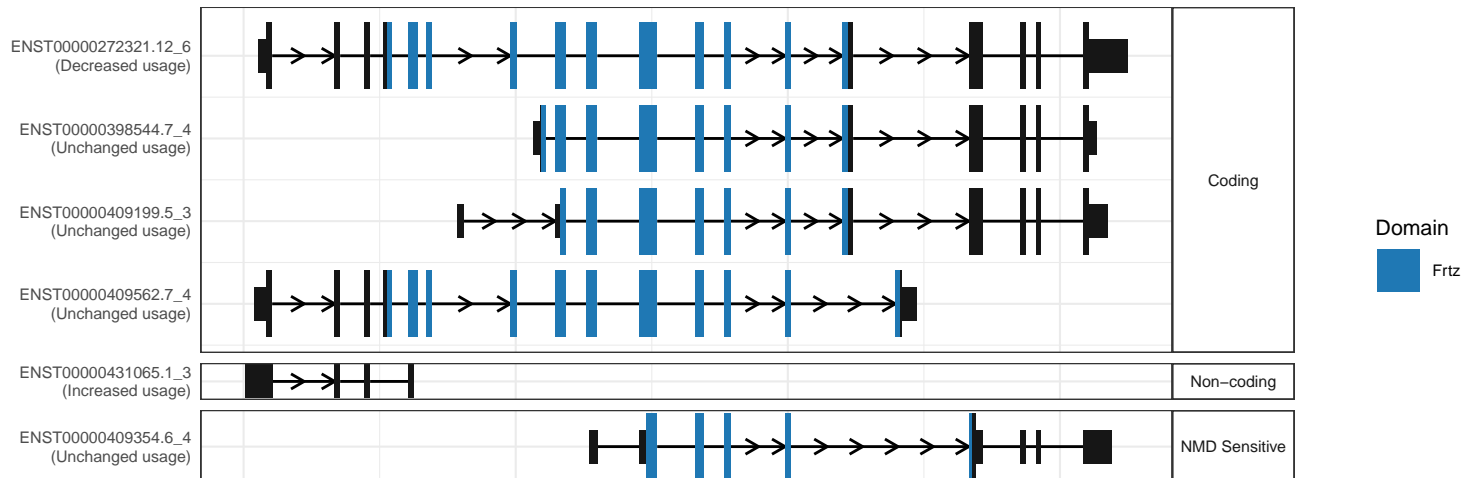 ENST00000272321.12_6
(Decreased usage)
ENST00000398544.7_4
(Unchanged usage)
ENST00000409199.5_3
(Unchanged usage)
ENST00000409562.7_4
(Unchanged usage)
Coding
ENST00000431065.1_3
(Increased usage)
Non−coding
ENST00000409354.6_4
(Unchanged usage)
NMD Sensitive
Domain
Frtz